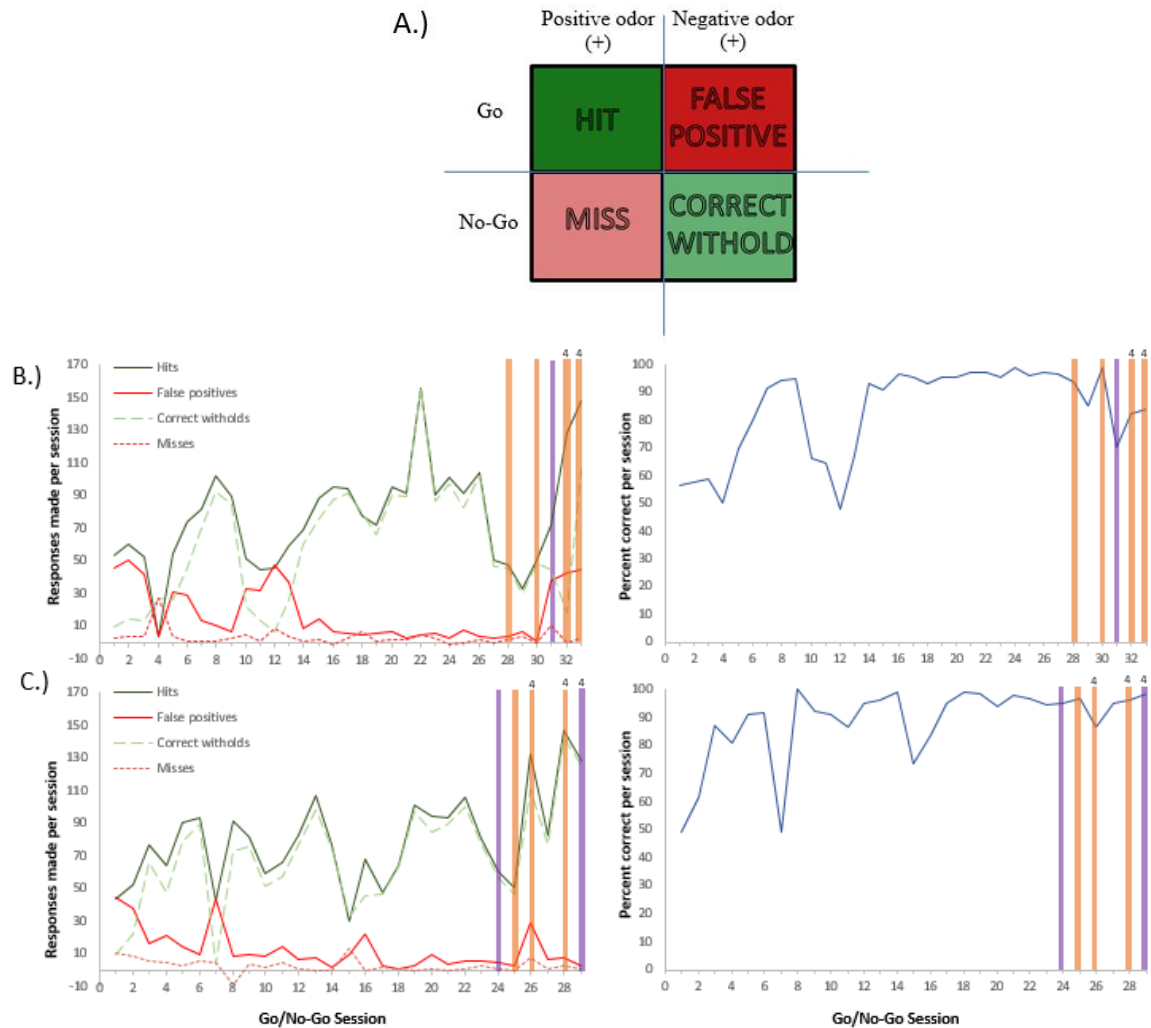 A.)
Positive odor
(+)
Negative odor
(+)
Go
HIT
FALSE
POSITIVE
No-Go
MISS
CORRECT
WITHOLD
B.)
Responses made per session
170
150
130
110
90
70
50
30
10
-10
Hits
False positives
Correct witholds
Misses
4 4
0 2 4 6 8 10 12 14 16 18 20 22 24 26 28 30 32
Percent correct per session
100
90
80
70
60
50
40
30
20
10
0
4 4
0 2 4 6 8 10 12 14 16 18 20 22 24 26 28 30 32
C.)
Responses made per session
170
150
130
110
90
70
50
30
10
-10
Hits
False positives
Correct witholds
Misses
4 4 4
0 2 4 6 8 10 12 14 16 18 20 22 24 26 28
Go/No-Go Session
Percent correct per session
100
90
80
70
60
50
40
30
20
10
0
4 4 4
0 2 4 6 8 10 12 14 16 18 20 22 24 26 28
Go/No-Go Session